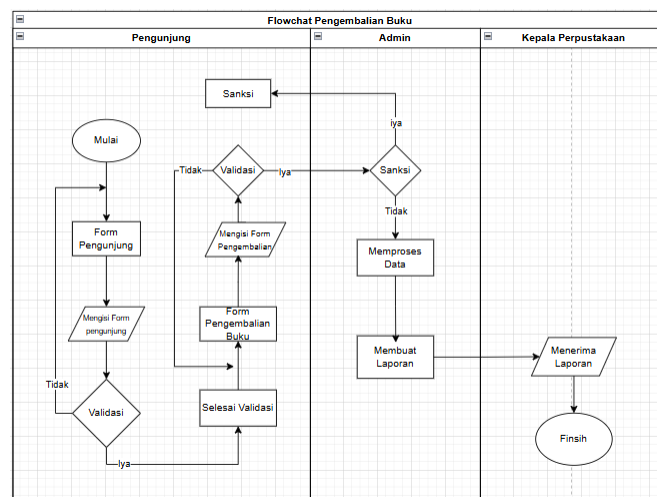 Flowchat Pengembalian Buku
Pengunjung
Admin
Kepala Perpustakaan
Mulai
Form
Pengunjung
Mengisi Form
pengunjung
Validasi
Tidak
Iya
Selesai Validasi
Form
Pengembalian
Buku
Mengisi Form
Pengembalian
Validasi
Tidak
Iya
Sanksi
iya
Sanksi
Tidak
Memproses
Data
Membuat
Laporan
Menerima
Laporan
Finsih